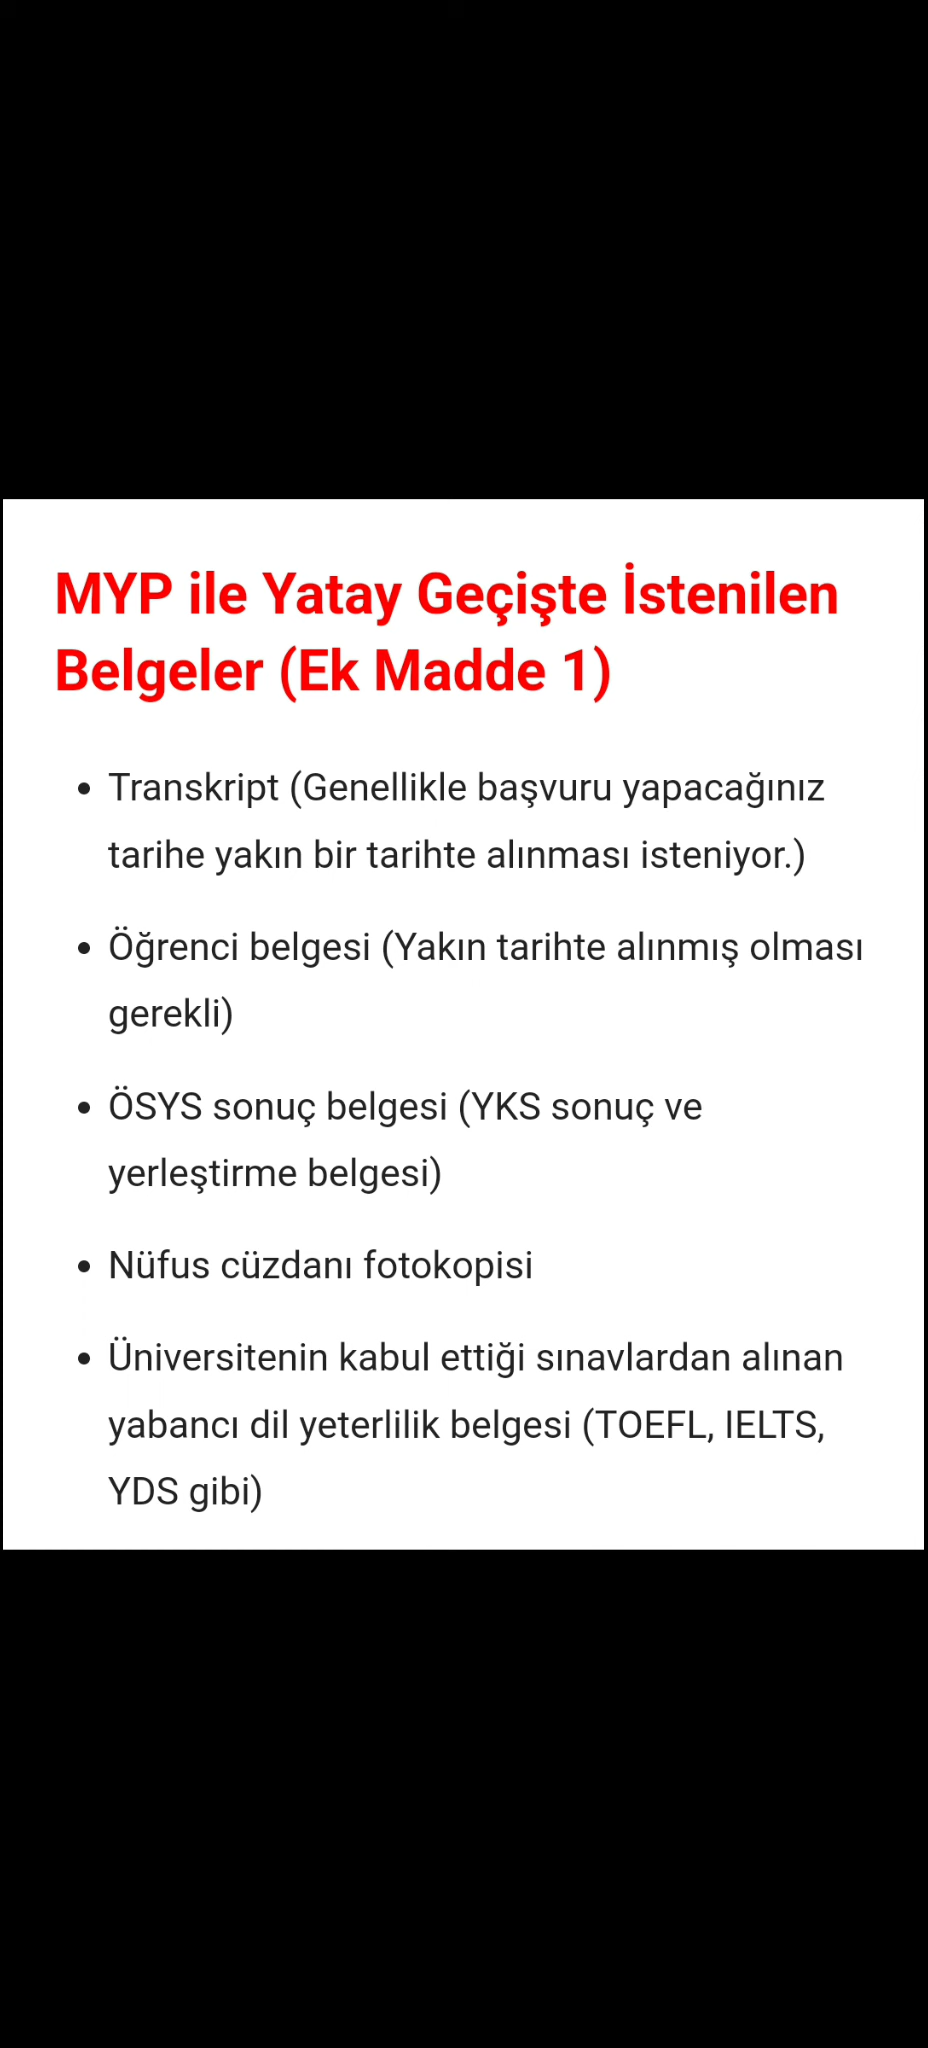 MYP ile Yatay Geçişte İstenilen
Belgeler (Ek Madde 1)
• Transkript (Genellikle başvuru yapacağınız
tarihe yakın bir tarihte alınması isteniyor.)
• Öğrenci belgesi (Yakın tarihte alınmış olması
gerekli)
• ÖSYS sonuç belgesi (YKS sonuç ve
yerleştirme belgesi)
• Nüfus cüzdanı fotokopisi
• Üniversitenin kabul ettiği sınavlardan alınan
yabancı dil yeterlilik belgesi (TOEFL, IELTS,
YDS gibi)